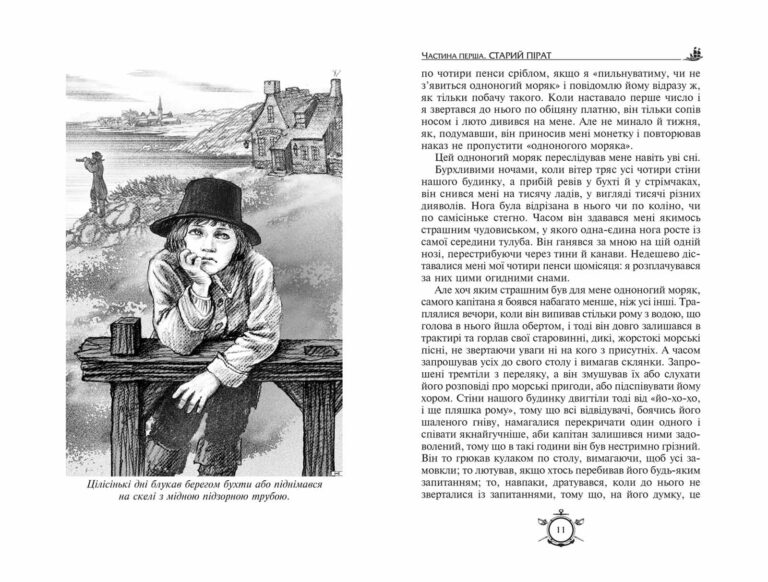 Цілісінькі дні блукав берегом бухти або піднімався
на скелі з мідною підзорною трубою.
Частина перша. СТАРИЙ ПІРАТ
по чотири пенси сріблом, якщо я «пильнуватиму, чи не
з’явиться одноногий моряк» і повідомлю йому відразу ж,
як тільки побачу такого. Коли наставало перше число і
я звертався до нього по обіцяну платню, він тільки сопів
носом і люто дивився на мене. Але не минало й тижня,
як, подумавши, він приносив мені монетку і повторював
наказ не пропустити «одноногого моряка».
Цей одноногий моряк переслідував мене навіть уві сні.
Бурхливими ночами, коли вітер тряс усі чотири стіни
нашого будинку, а прибій ревів у бухті й у стрімчаках,
він снився мені на тисячу ладів, у вигляді тисячі різних
дияволів. Нога була відрізана в нього чи по коліно, чи
по самісіньке стегно. Часом він здавався мені якимось
страшним чудовиськом, у якого одна-єдина нога росте із
самої середини тулуба. Він ганявся за мною на цій одній
нозі, перестрибуючи через тини й канави. Недешево діс-
тавалися мені мої чотири пенси щомісяця: я розплачувався
за них цими огидними снами.
Але хоч яким страшним був для мене одноногий моряк,
самого капітана я боявся набагато менше, ніж усі інші. Тра-
плялися вечори, коли він випивав стільки рому з водою, що
голова в нього йшла обертом, і тоді він довго залишався в
трактирі та горлав свої старовинні, дикі, жорстокі морські
пісні, не звертаючи уваги ні на кого з присутніх. А часом
запрошував усіх до свого столу і вимагав склянки. Запро-
шені тремтіли з переляку, а він змушував їх або слухати
його розповіді про морські пригоди, або підспівувати йому
хором. Стіни нашого будинку двигтіли тоді від «йо-хо-хо,
і ще пляшка рому», тому що всі відвідувачі, боячись його
шаленого гніву, намагалися перекричати один одного і
співати якнайгучніше, аби капітан залишився ними задо-
волений, тому що в такі години він був нестримно грізний.
Він то грюкав кулаком по столу, вимагаючи, щоб усі за-
мовкли; то лютував, якщо хтось перебивав його будь-яким
запитанням; то, навпаки, дратувався, коли до нього не
зверталися із запитаннями, тому що, на його думку, це
11